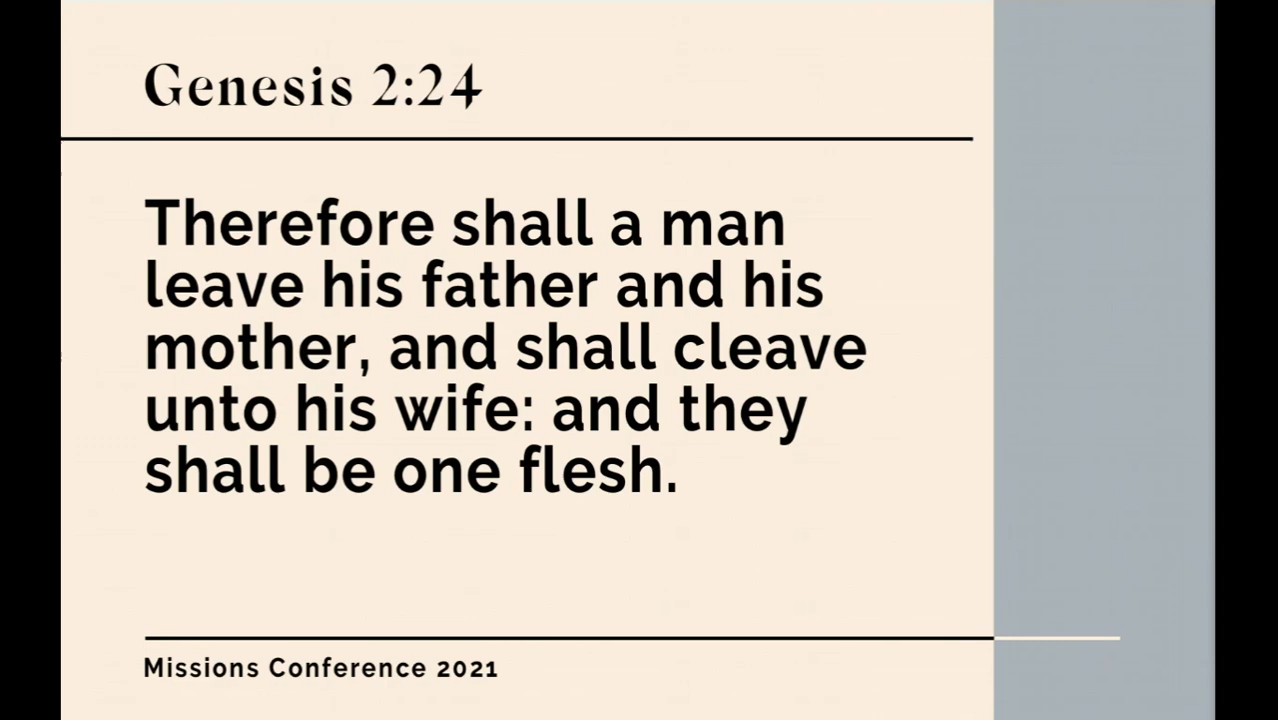 Genesis 2:24
Therefore shall a man
leave his father and his
mother, and shall cleave
unto his wife: and they
shall be one flesh.
Missions Conference 2021